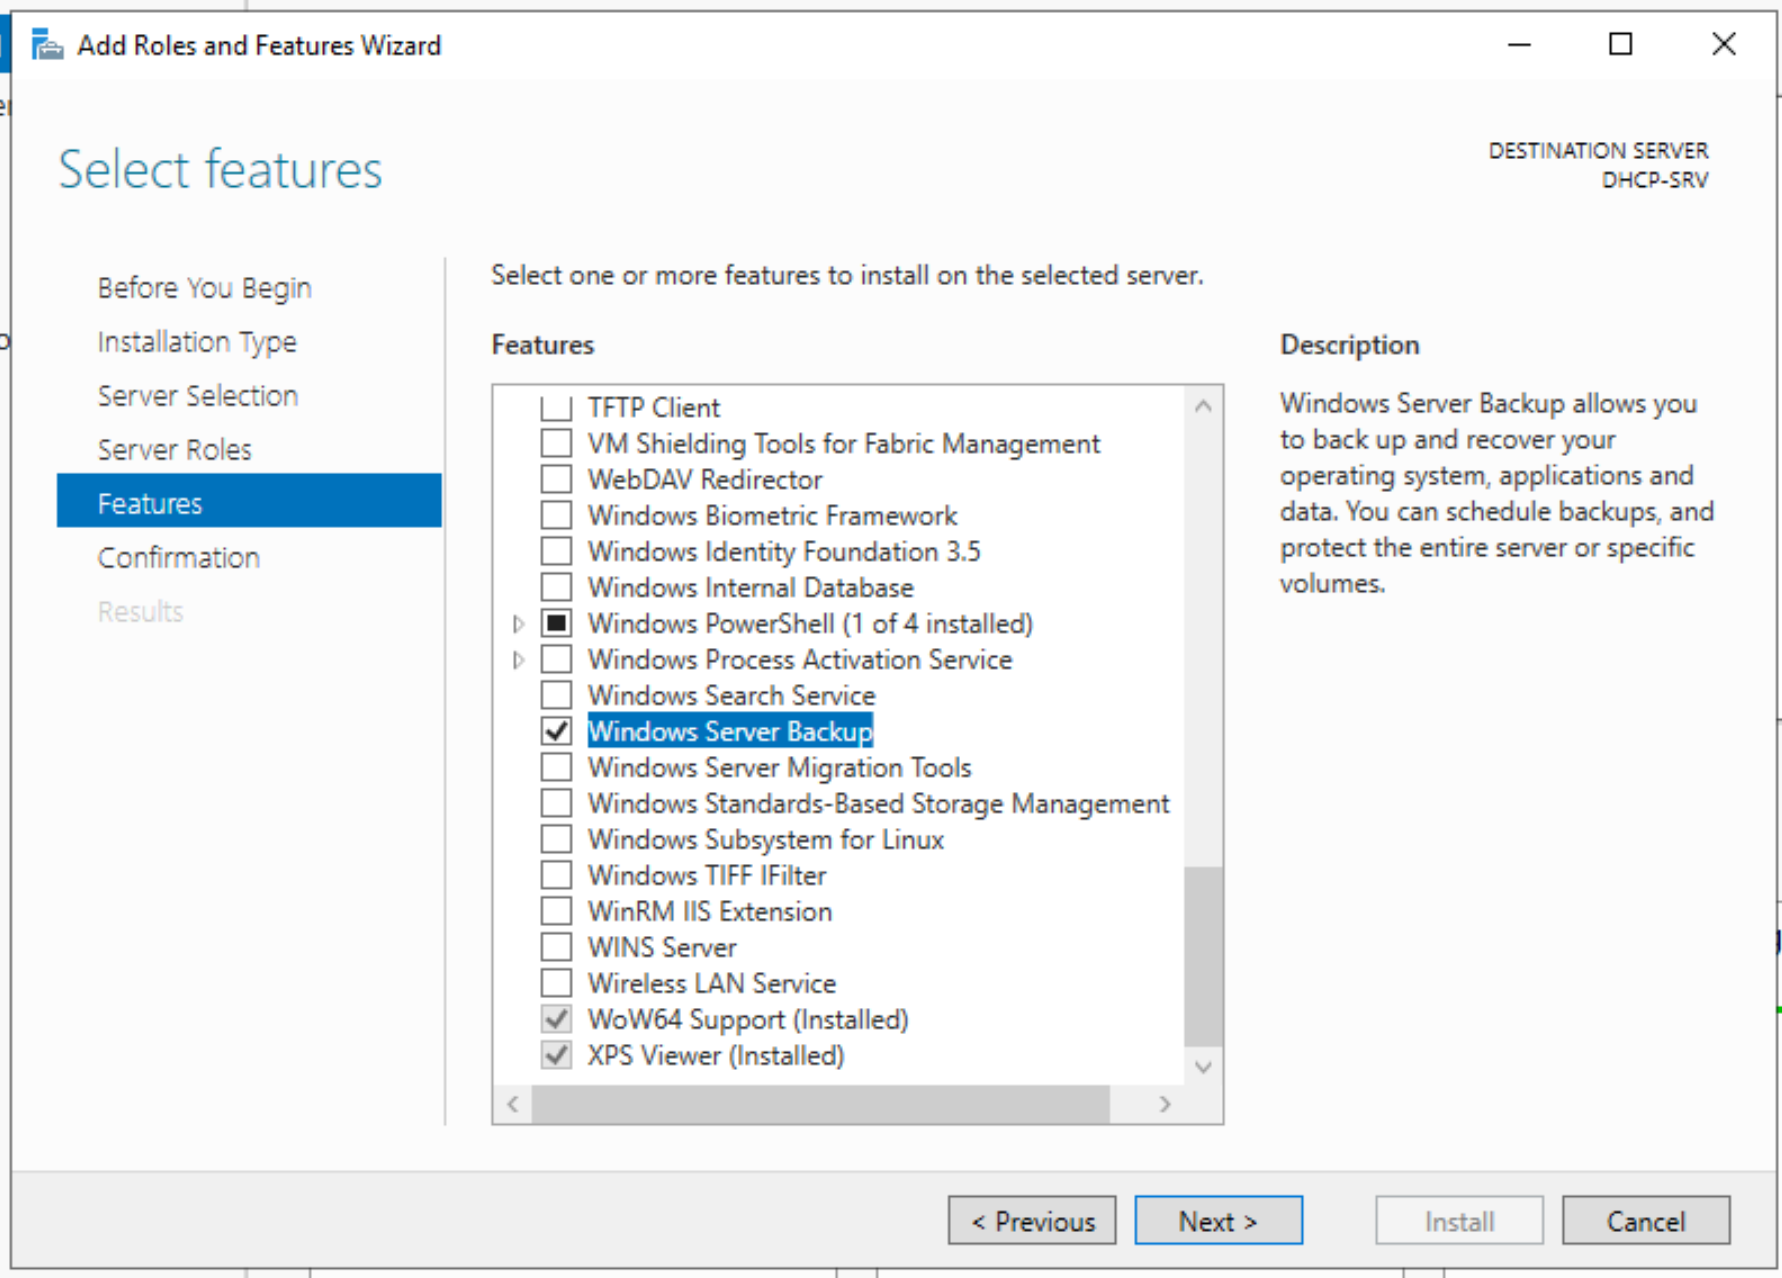 Add Roles and Features Wizard
Select features
DESTINATION SERVER
DHCP-SRV
Before You Begin
Installation Type
Server Selection
Server Roles
Features
Confirmation
Results
Select one or more features to install on the selected server.
Features
TFTP Client
VM Shielding Tools for Fabric Management
WebDAV Redirector
Windows Biometric Framework
Windows Identity Foundation 3.5
Windows Internal Database
Windows PowerShell (1 of 4 installed)
Windows Process Activation Service
Windows Search Service
Windows Server Backup
Windows Server Migration Tools
Windows Standards-Based Storage Management
Windows Subsystem for Linux
Windows TIFF IFilter
WinRM IIS Extension
WINS Server
Wireless LAN Service
WoW64 Support (Installed)
XPS Viewer (Installed)
Description
Windows Server Backup allows you
to back up and recover your
operating system, applications and
data. You can schedule backups, and
protect the entire server or specific
volumes.
< Previous
Next >
Install
Cancel